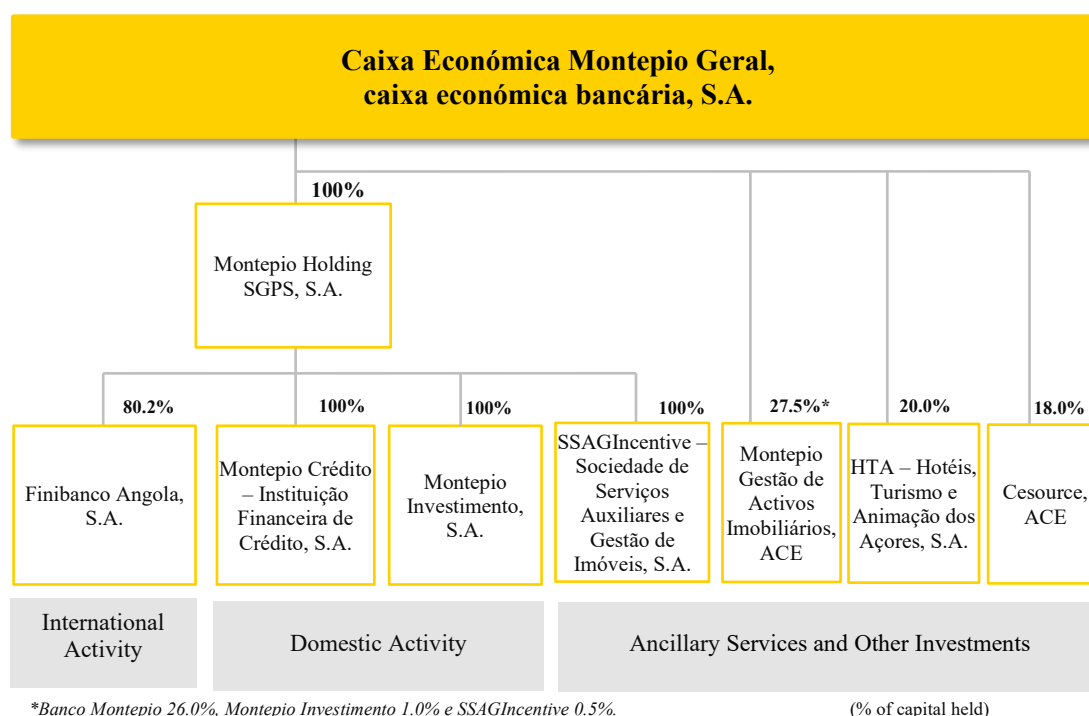 Caixa Económica Montepio Geral,
caixa económica bancária, S.A.
100%
Montepio Holding
SGPS, S.A.
80.2%
100%
100%
100%
27.5%*
20.0%
18.0%
Finibanco Angola,
S.A.
Montepio Crédito
– Instituição
Financeira de
Crédito, S.A.
Montepio
Investimento,
S.A.
SSAGIncentive –
Sociedade de
Serviços
Auxiliares e
Gestão de
Imóveis, S.A.
Montepio
Gestão de
Activos
Imobiliários,
ACE
HTA – Hotéis,
Turismo e
Animação dos
Açores, S.A.
Cesource,
ACE
International
Activity
Domestic Activity
Ancillary Services and Other Investments
*Banco Montepio 26.0%, Montepio Investimento 1.0% e SSAGIncentive 0.5%.
(% of capital held)